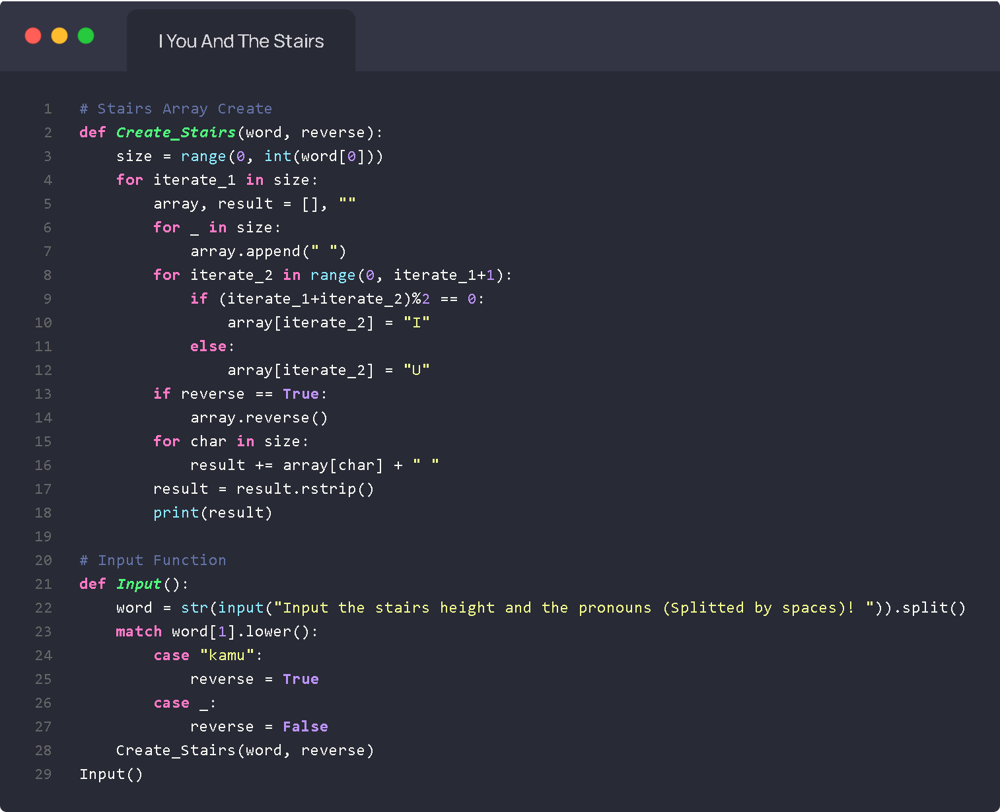 I You And The Stairs
1 # Stairs Array Create
2 def Create_Stairs(word, reverse):
3     size = range(0, int(word[0]))
4     for iterate_1 in size:
5         array, result = [], ""
6         for _ in size:
7             array.append(" ")
8         for iterate_2 in range(0, iterate_1+1):
9             if (iterate_1+iterate_2)%2 == 0:
10                 array[iterate_2] = "I"
11             else:
12                 array[iterate_2] = "U"
13         if reverse == True:
14             array.reverse()
15         for char in size:
16             result += array[char] + " "
17         result = result.rstrip()
18         print(result)
19
20 # Input Function
21 def Input():
22     word = str(input("Input the stairs height and the pronouns (Splitted by spaces)! ")).split()
23     match word[1].lower():
24         case "kamu":
25             reverse = True
26         case _:
27             reverse = False
28     Create_Stairs(word, reverse)
29 Input()